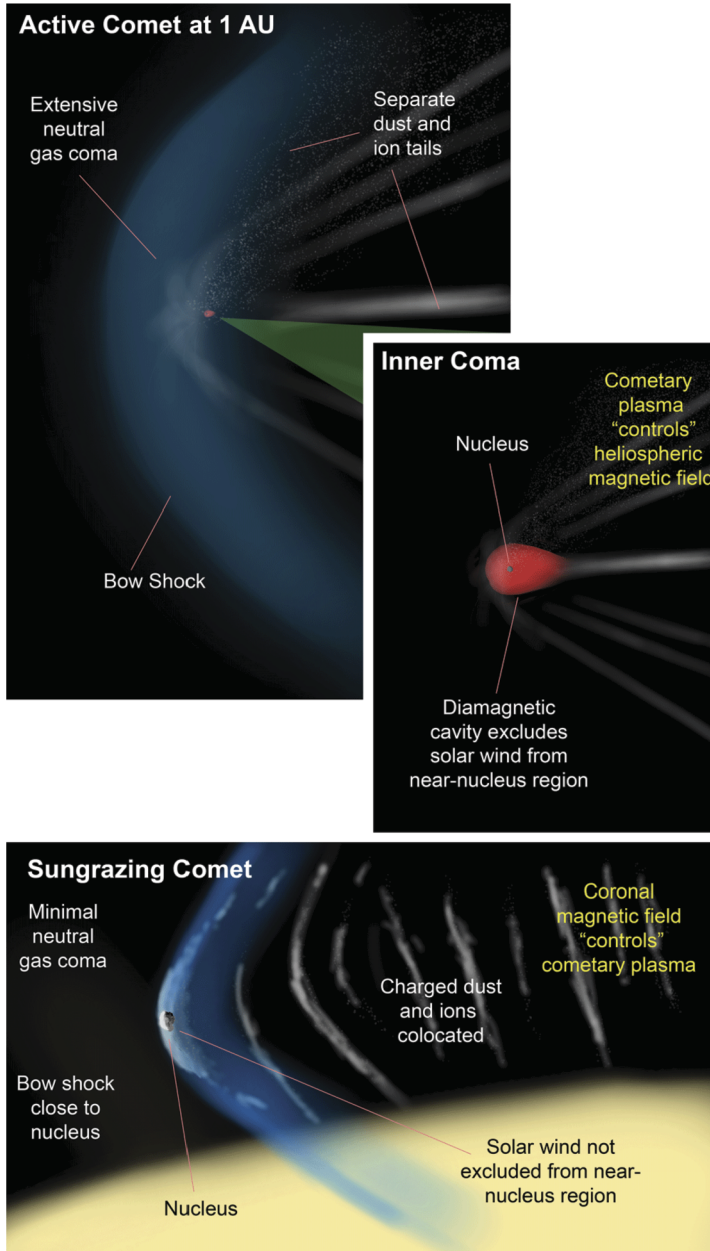 Active Comet at 1 AU
Extensive
neutral
gas coma
Separate
dust and
ion tails
Bow Shock
Inner Coma
Cometary
plasma
“controls”
heliospheric
magnetic field
Nucleus
Diamagnetic
cavity excludes
solar wind from
near-nucleus region
Sungrazing Comet
Minimal
neutral
gas coma
Coronal
magnetic field
“controls”
cometary plasma
Charged dust
and ions
colocated
Bow shock
close to
nucleus
Solar wind not
excluded from near-
nucleus region
Nucleus